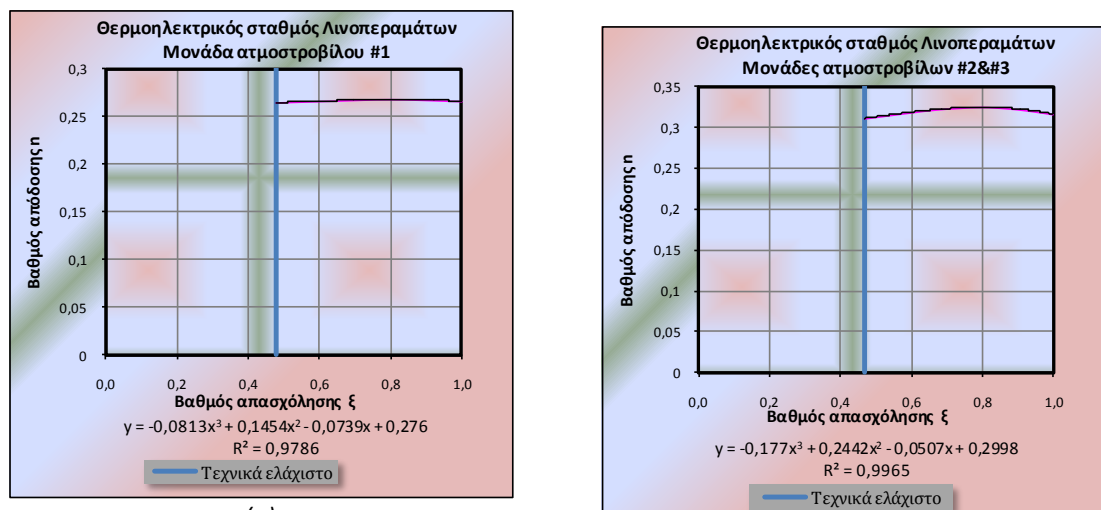 Θερμοηλεκτρικός σταθμός Λινοπεραμάτων
Μονάδα ατμοστροβίλου #1
0,3
0,25
0,2
0,15
0,1
0,05
0
Βαθμός απόδοσης n
0,0 0,2 0,4 0,6 0,8 1,0
Βαθμός απασχόλησης ξ
y = -0,0813x³ + 0,1454x² - 0,0739x + 0,276
R² = 0,9786
Τεχνικά ελάχιστο
Θερμοηλεκτρικός σταθμός Λινοπεραμάτων
Μονάδες ατμοστροβίλων #2&#3
0,35
0,3
0,25
0,2
0,15
0,1
0,05
0
Βαθμός απόδοσης n
0,0 0,2 0,4 0,6 0,8 1,0
Βαθμός απασχόλησης ξ
y = -0,177x³ + 0,2442x² - 0,0507x + 0,2998
R² = 0,9965
Τεχνικά ελάχιστο